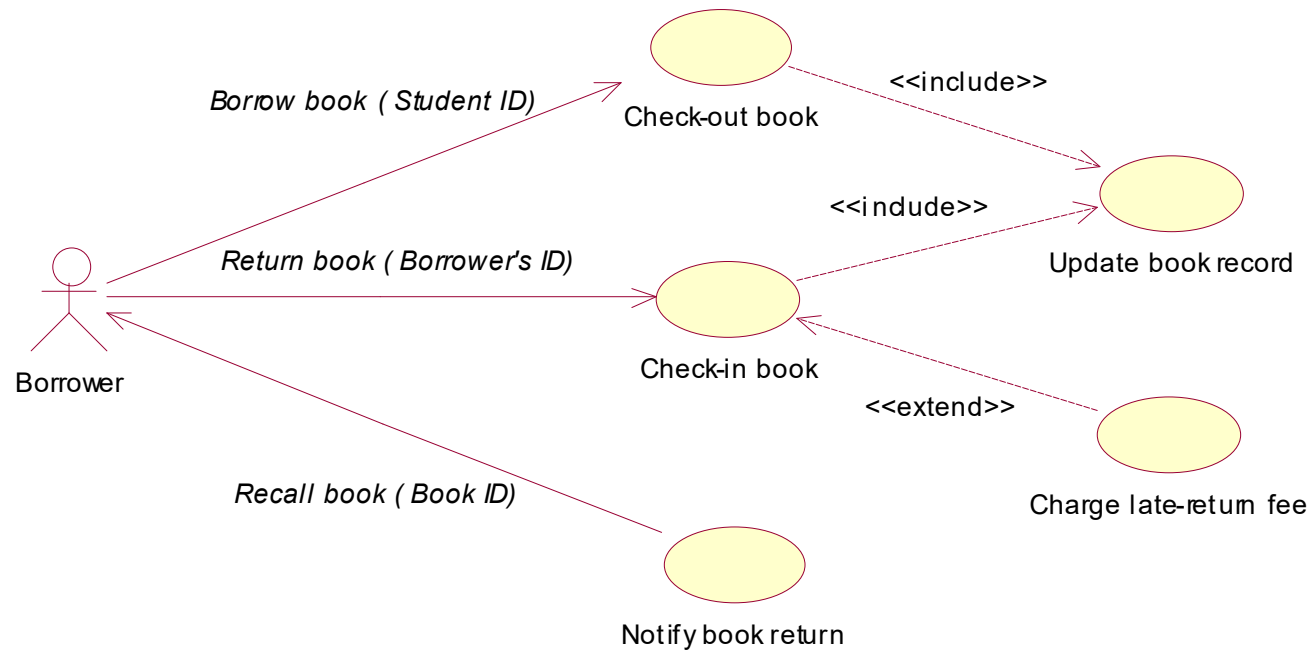 Borrow book ( Student ID)
Check-out book
<<include>>
Return book ( Borrower's ID)
<<include>>
Update book record
Check-in book
Borrower
<<extend>>
Recall book ( Book ID)
Charge late-return fee
Notify book return